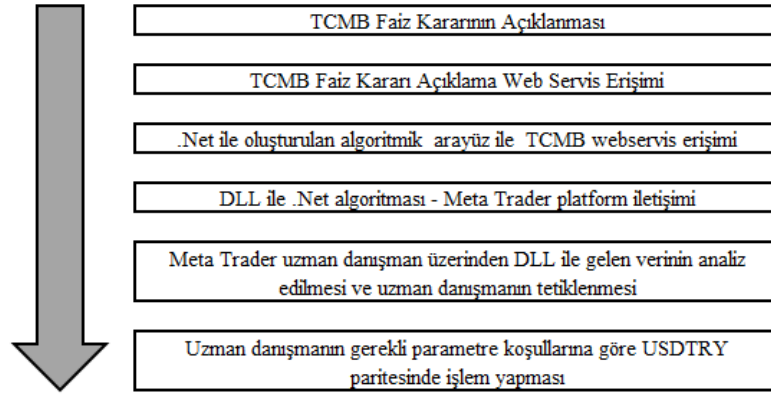 TCMB Faiz Kararının Açıklanması
TCMB Faiz Kararı Açıklama Web Servis Erişimi
.Net ile oluşturulan algoritmik arayüz ile TCMB webservis erişimi
DLL ile .Net algoritması - Meta Trader platform iletişimi
Meta Trader uzman danışman üzerinden DLL ile gelen verinin analiz
edilmesi ve uzman danışmanın tetiklenmesi
Uzman danışmanın gerekli parametre koşullarına göre USDTRY
paritesinde işlem yapması